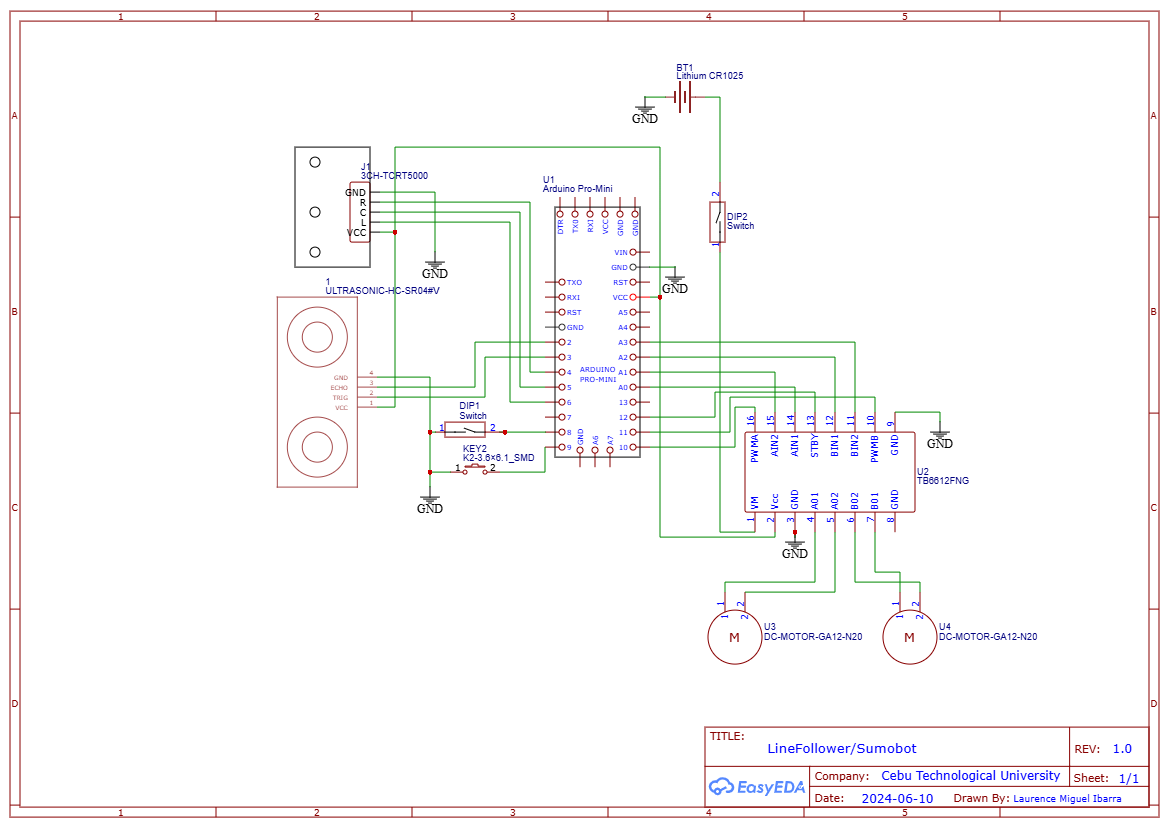 1 2 3 4 5
A A
B B
C C
D D
BT1
Lithium CR1025
GND
J1
3CH-TCRT5000
GND
R
C
L
VCC
GND
U1
Arduino Pro-Mini
DTR TX0 RX1 VCC GND GND
VIN
GND
RST
VCC
A5
A4
A3
A2
A1
A0
13
12
11
10
TXO
RXI
RST
GND
2
3
4
5
6
7
8
9
ARDUINO
PRO-MINI
GND A6 A7
GND
2
DIP2
Switch
1
1
ULTRASONIC-HC-SR04#V
GND 4
ECHO 3
TRIG 2
VCC 1
DIP1
Switch
1 2
KEY2
K2-3.6×6.1_SMD
1 2
GND
16 15 14 13 12 11 10 9
PWMA AIN2 AIN1 STBY BIN1 BIN2 PWMB GND
GND
U2
TB6612FNG
VM Vcc GND A01 A02 B02 B01 GND
1 2 3 4 5 6 7 8
GND
1 2
1 2
M
U3
DC-MOTOR-GA12-N20
1 2
1 2
M
U4
DC-MOTOR-GA12-N20
TITLE:
LineFollower/Sumobot
REV: 1.0
EasyEDA
Company: Cebu Technological University
Sheet: 1/1
Date: 2024-06-10 Drawn By: Laurence Miguel Ibarra
1 2 3 4 5